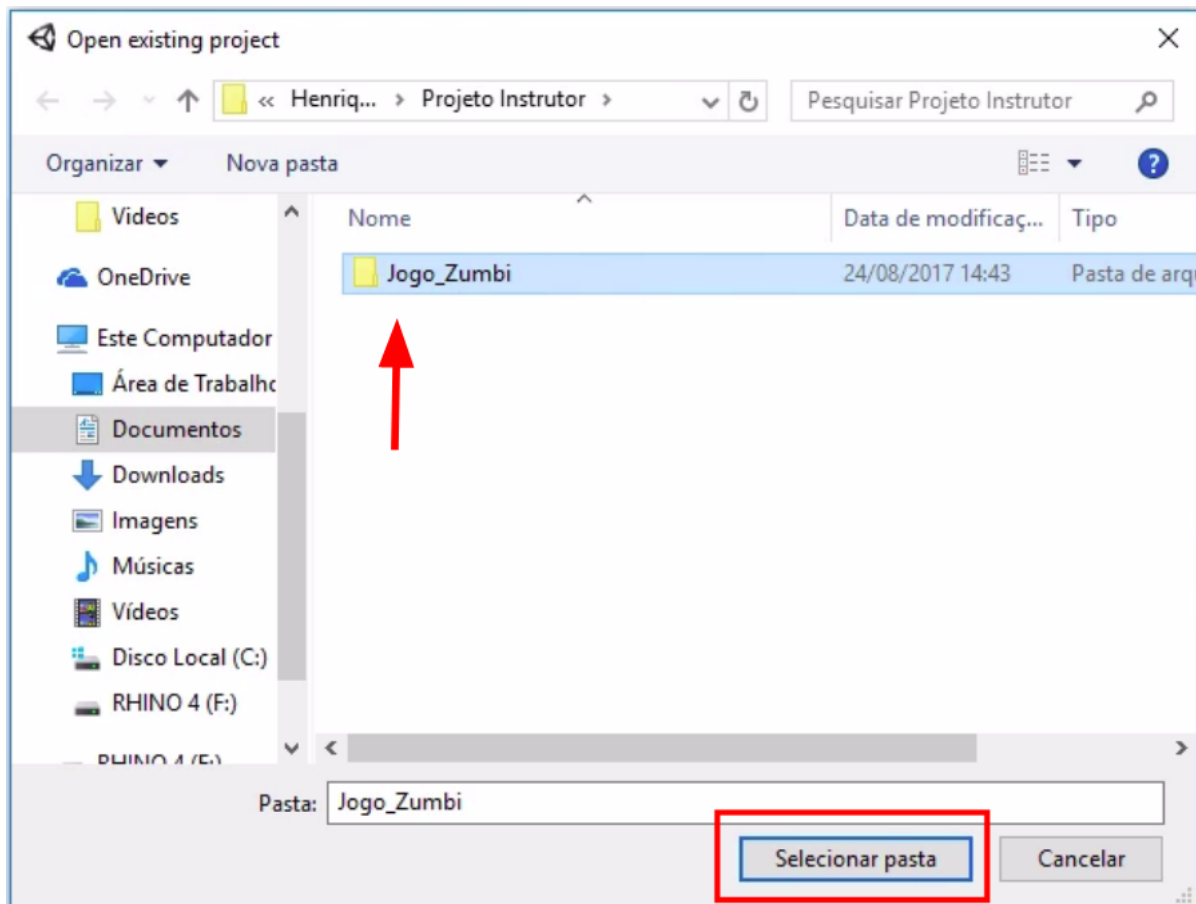 Open existing project
« Henriq... > Projeto Instrutor >
Pesquisar Projeto Instrutor
Organizar
Nova pasta
?
Nome
Data de modificaç...
Tipo
Jogo_Zumbi
24/08/2017 14:43
Pasta de arq
Videos
OneDrive
Este Computador
Área de Trabalho
Documentos
Downloads
Imagens
Músicas
Vídeos
Disco Local (C:)
RHINO 4 (F:)
RHINO 4 (F:)
Pasta:
Jogo_Zumbi
Selecionar pasta
Cancelar